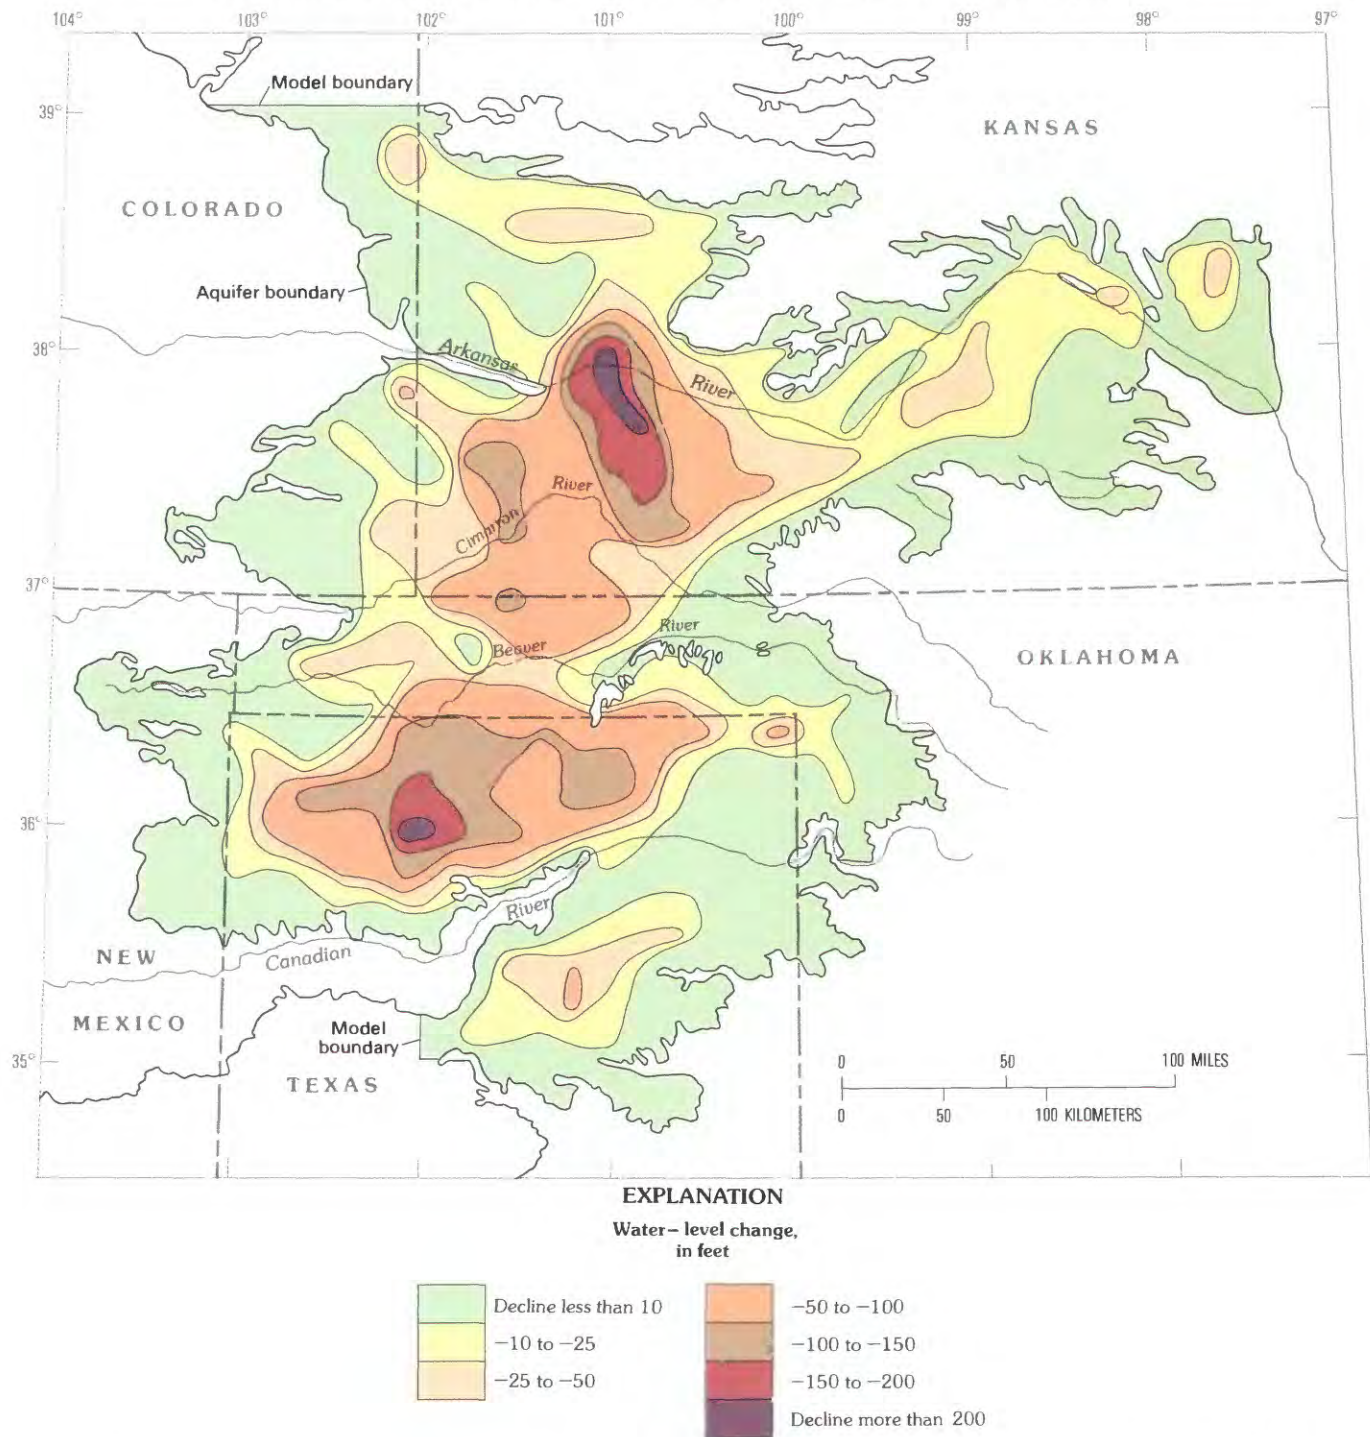 104° 103° 102° 101° 100° 99° 98° 97°
Model boundary
39°
KANSAS
COLORADO
Aquifer boundary
38°
Arkansas
River
River
Cimarron
37°
River
Beaver
OKLAHOMA
36°
River
NEW
Canadian
MEXICO
Model
boundary
35°
TEXAS
0 50 100 MILES
0 50 100 KILOMETERS
EXPLANATION
Water– level change,
in feet
Decline less than 10
−10 to −25
−25 to −50
−50 to −100
−100 to −150
−150 to −200
Decline more than 200